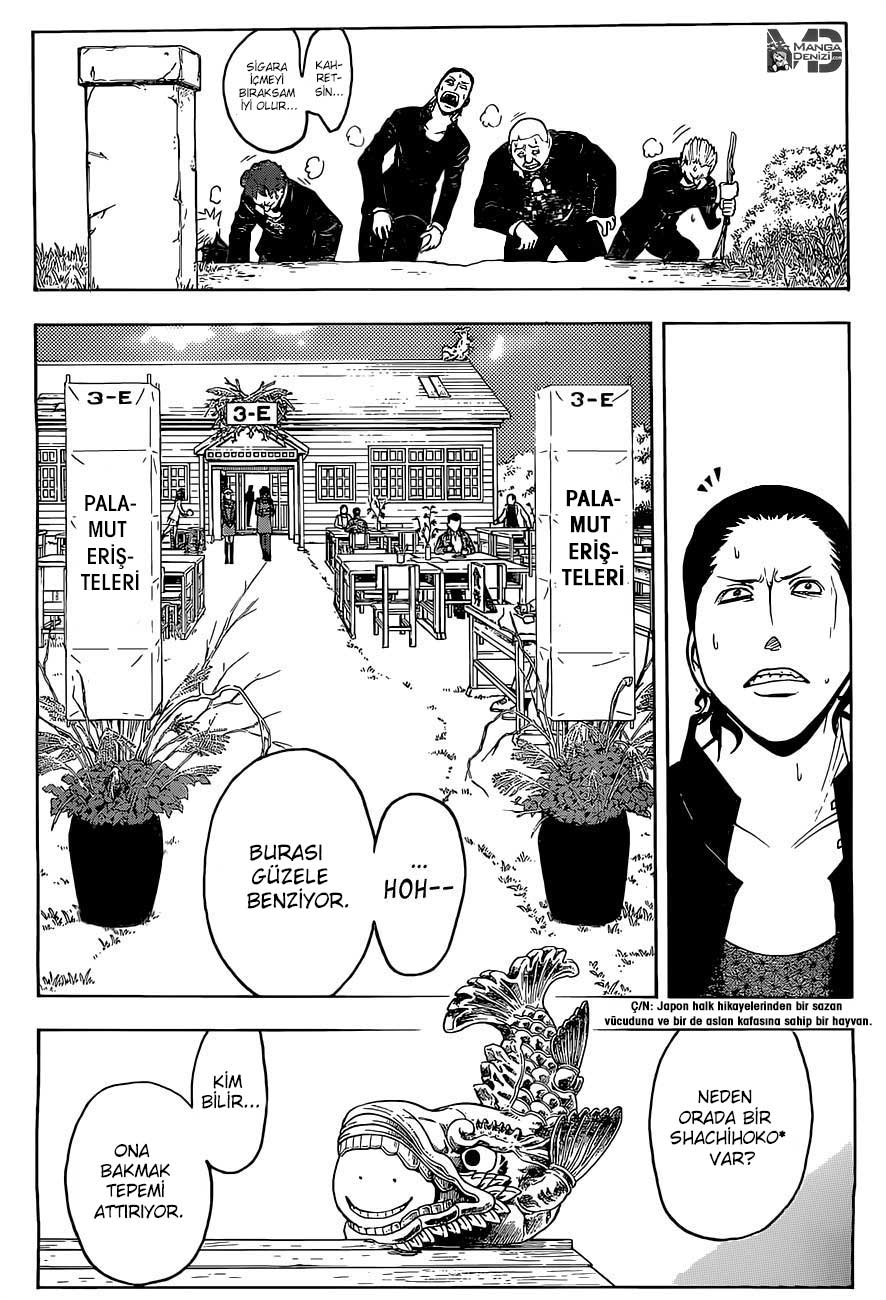 MANGA
DENİZİ.com
KAH-
RET-
SİN...
SİGARA
İÇMEYİ
BIRAKSAM
İYİ OLUR...
3-E
3-E
3-E
PALA-
MUT
ERİŞ-
TELERİ
PALA-
MUT
ERİŞ-
TELERİ
...
HOH--
BURASI
GÜZELE
BENZİYOR.
Ç/N: Japon halk hikayelerinden bir sazan
vücuduna ve bir de aslan kafasına sahip bir hayvan.
NEDEN
ORADA BİR
SHACHİHOKO*
VAR?
KİM
BİLİR...
ONA
BAKMAK
TEPEMİ
ATTIRIYOR.